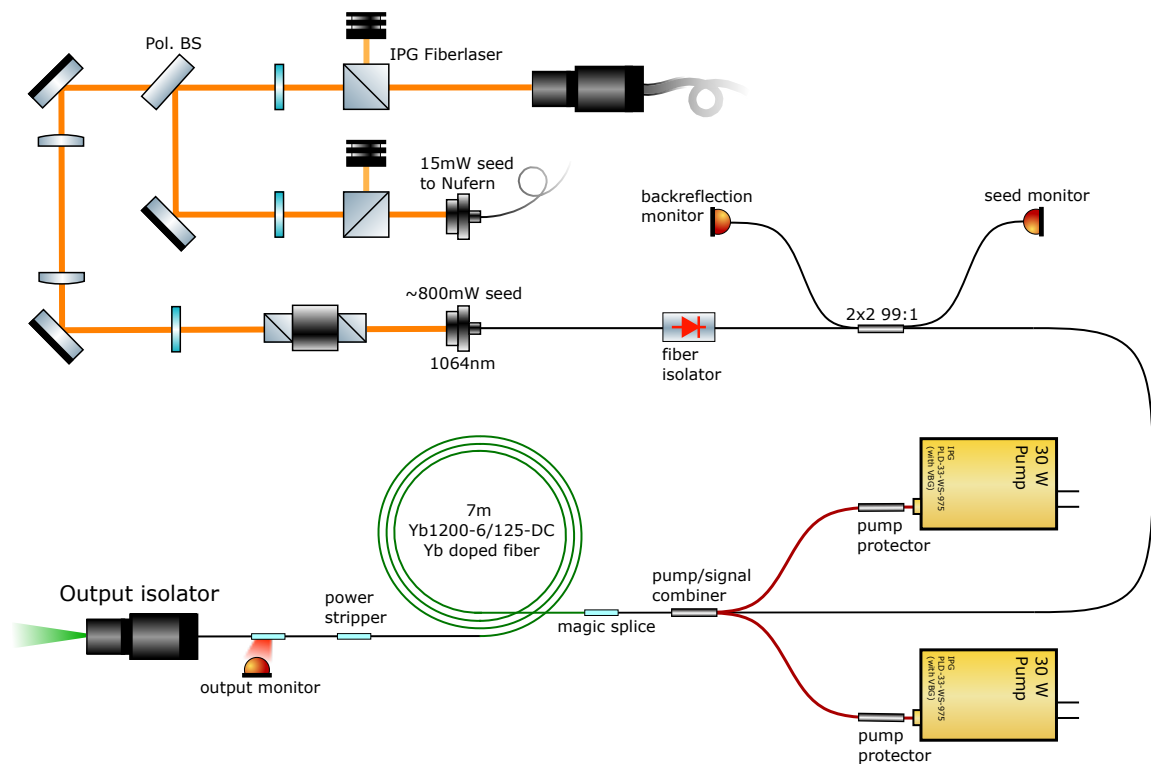 Pol. BS
IPG Fiberlaser
15mW seed
to Nufern
backreflection
monitor
seed monitor
~800mW seed
1064nm
fiber
isolator
2x2 99:1
30 W
Pump
IPG
PLD-33-WS-975
(with VBG)
pump
protector
7m
Yb1200-6/125-DC
Yb doped fiber
pump/signal
combiner
magic splice
Output isolator
power
stripper
output monitor
30 W
Pump
IPG
PLD-33-WS-975
(with VBG)
pump
protector